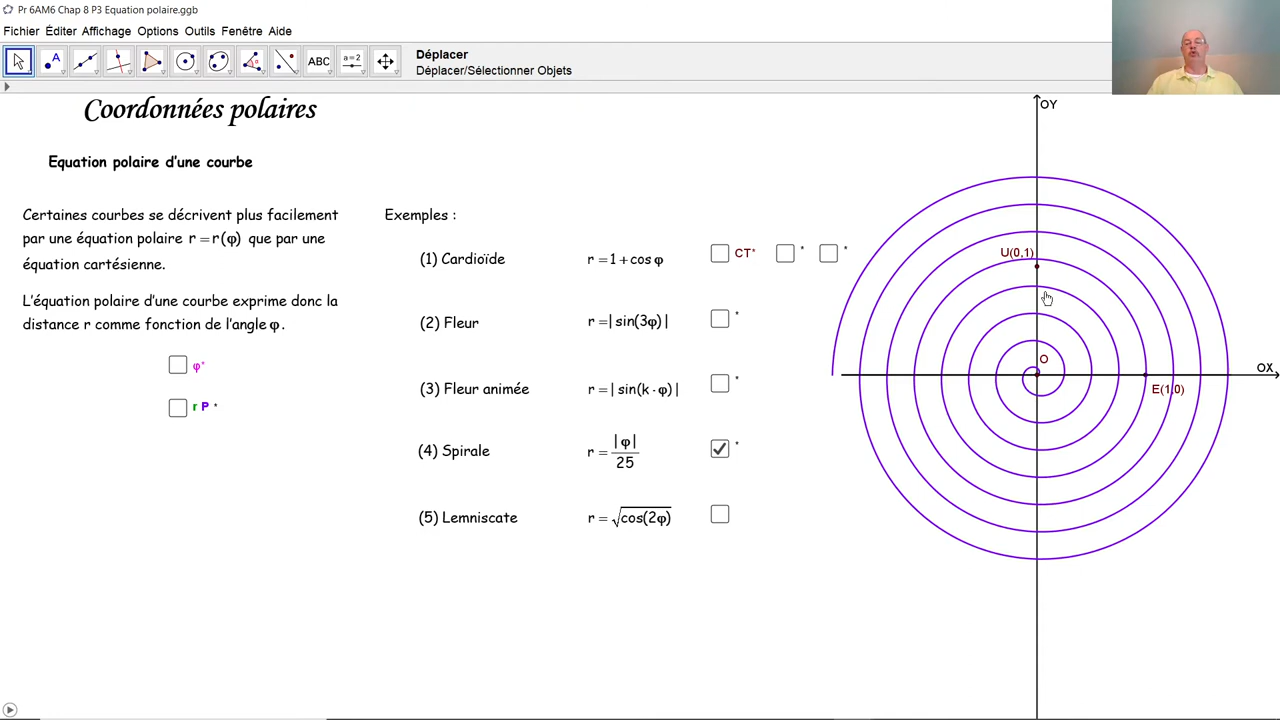 Pr 6AM6 Chap 8 P3 Equation polaire.ggb
Fichier Éditer Affichage Options Outils Fenêtre Aide
A
ABC
a=2
Déplacer
Déplacer/Sélectionner Objets
Coordonnées polaires
Equation polaire d'une courbe
Certaines courbes se décrivent plus facilement
par une équation polaire r = r(φ) que par une
équation cartésienne.
L'équation polaire d'une courbe exprime donc la
distance r comme fonction de l'angle φ.
φ*
r P *
Exemples :
(1) Cardioïde r = 1 + cos φ CT* * *
(2) Fleur r = | sin(3φ) | *
(3) Fleur animée r = | sin(k · φ) | *
(4) Spirale r = | φ | / 25 *
(5) Lemniscate r = √cos(2φ)
OY
U(0,1)
O
OX
E(1,0)